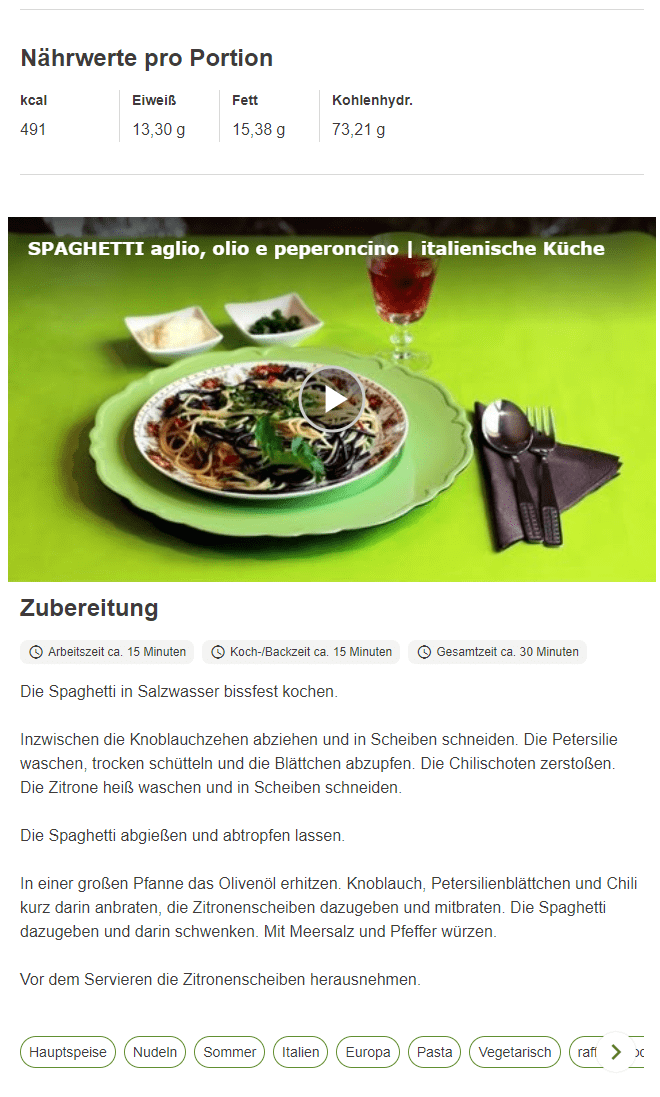 Nährwerte pro Portion
kcal Eiweiß Fett Kohlenhydr.
491 13,30 g 15,38 g 73,21 g
SPAGHETTI aglio, olio e peperoncino | italienische Küche
Zubereitung
Arbeitszeit ca. 15 Minuten Koch-/Backzeit ca. 15 Minuten Gesamtzeit ca. 30 Minuten
Die Spaghetti in Salzwasser bissfest kochen.
Inzwischen die Knoblauchzehen abziehen und in Scheiben schneiden. Die Petersilie
waschen, trocken schütteln und die Blättchen abzupfen. Die Chilischoten zerstoßen.
Die Zitrone heiß waschen und in Scheiben schneiden.
Die Spaghetti abgießen und abtropfen lassen.
In einer großen Pfanne das Olivenöl erhitzen. Knoblauch, Petersilienblättchen und Chili
kurz darin anbraten, die Zitronenscheiben dazugeben und mitbraten. Die Spaghetti
dazugeben und darin schwenken. Mit Meersalz und Pfeffer würzen.
Vor dem Servieren die Zitronenscheiben herausnehmen.
Hauptspeise Nudeln Sommer Italien Europa Pasta Vegetarisch